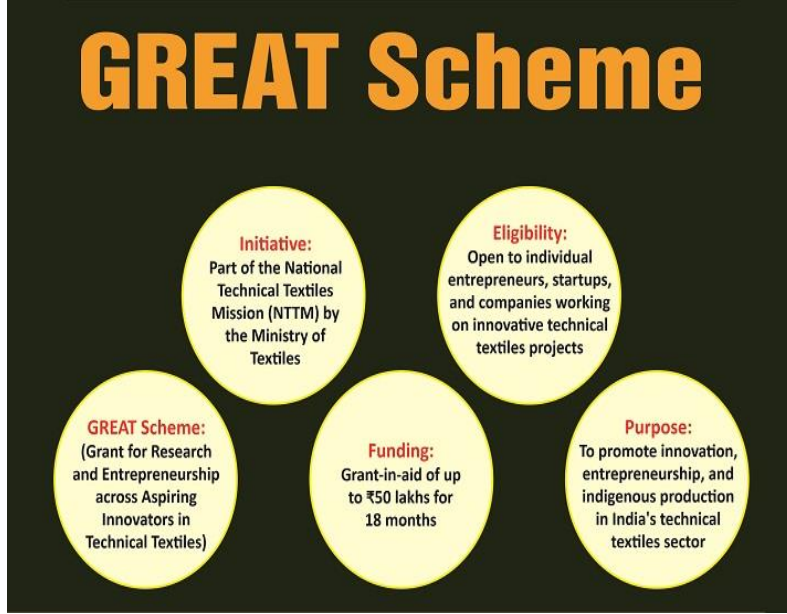 GREAT Scheme
Initiative:
Part of the National
Technical Textiles
Mission (NTTM) by
the Ministry of
Textiles
Eligibility:
Open to individual
entrepreneurs, startups,
and companies working
on innovative technical
textiles projects
GREAT Scheme:
(Grant for Research
and Entrepreneurship
across Aspiring
Innovators in
Technical Textiles)
Funding:
Grant-in-aid of up
to ₹50 lakhs for
18 months
Purpose:
To promote innovation,
entrepreneurship, and
indigenous production
in India's technical
textiles sector